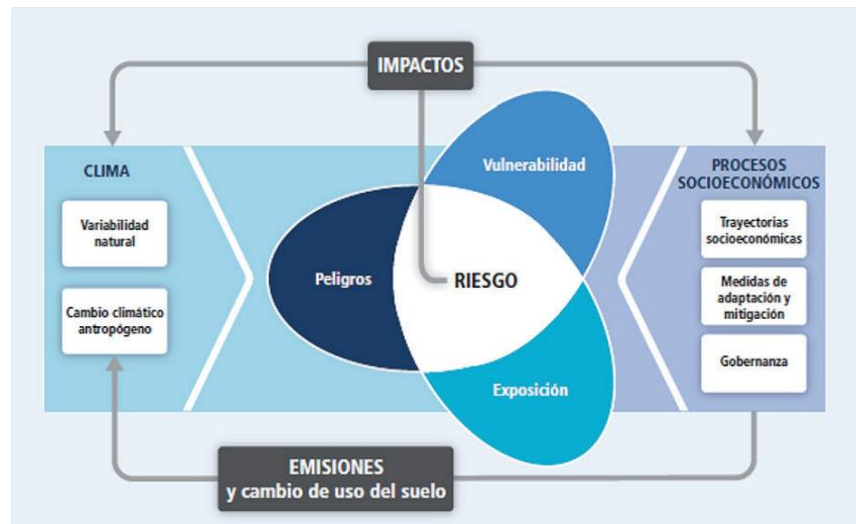 IMPACTOS
CLIMA
Variabilidad
natural
Cambio climático
antropógeno
Peligros
Vulnerabilidad
RIESGO
Exposición
PROCESOS
SOCIOECONÓMICOS
Trayectorias
socioeconómicas
Medidas de
adaptación y
mitigación
Gobernanza
EMISIONES
y cambio de uso del suelo